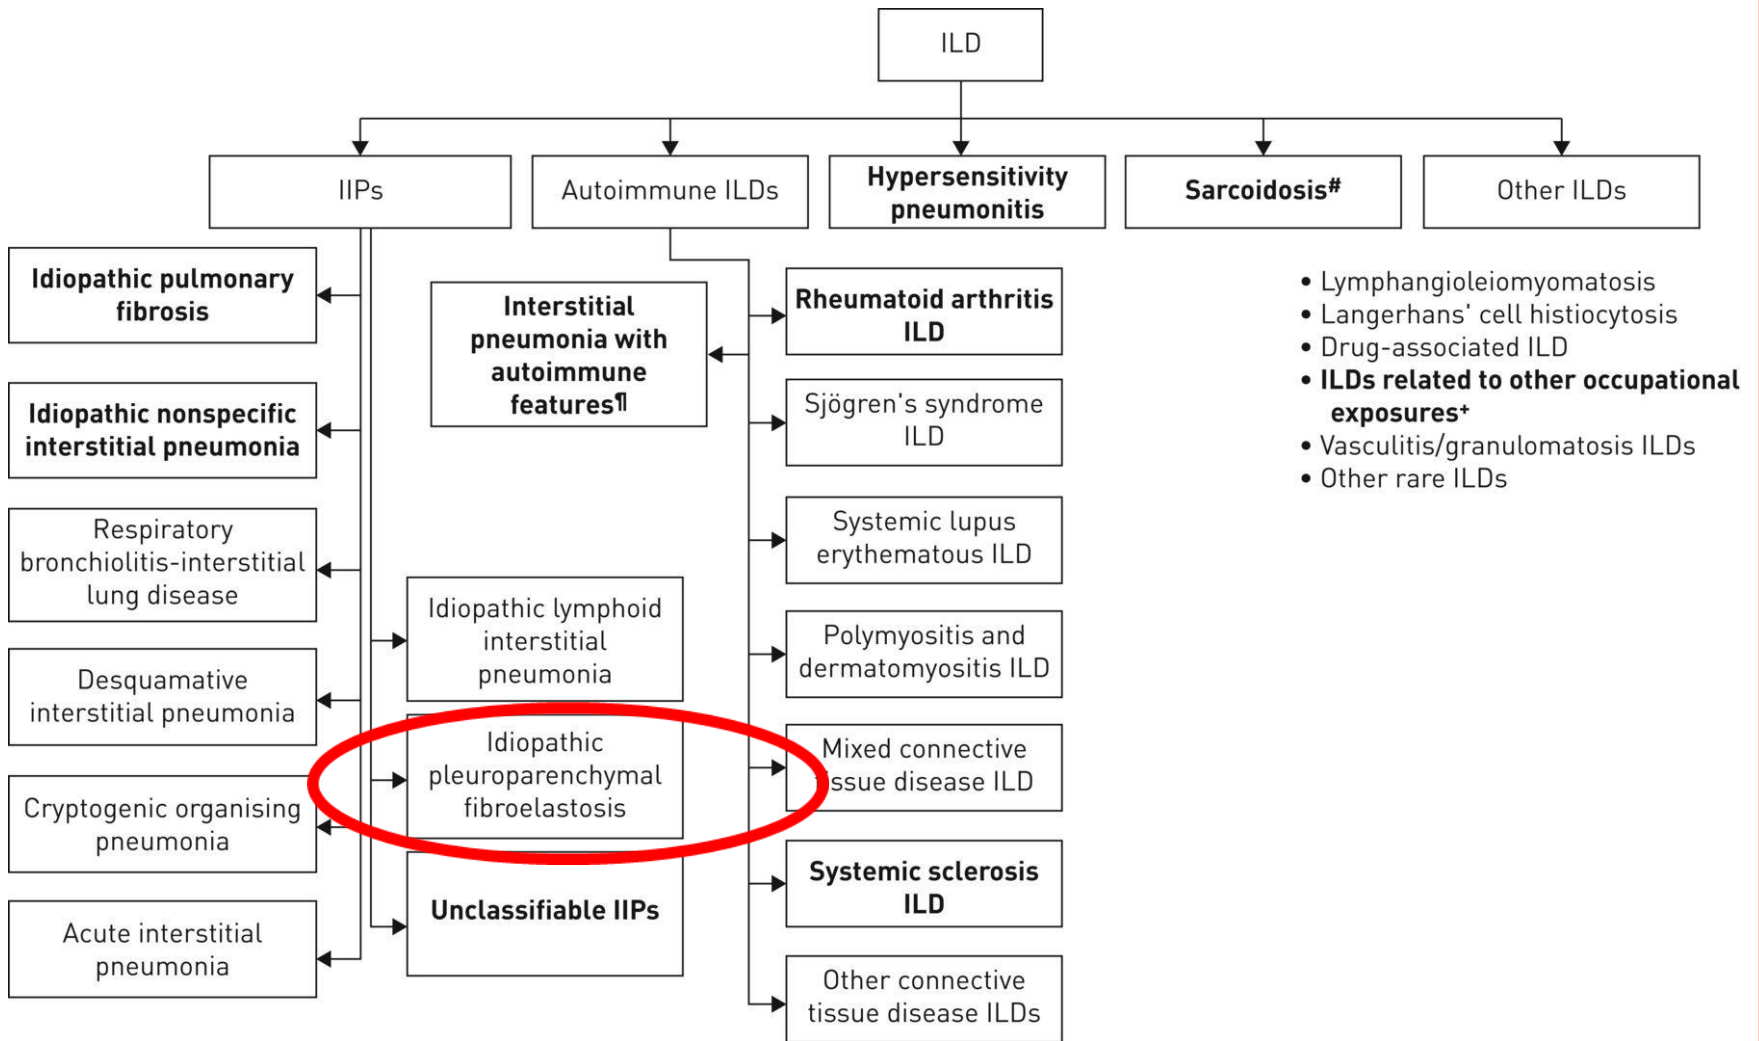 ILD
IIPs
Autoimmune ILDs
Hypersensitivity
pneumonitis
Sarcoidosis#
Other ILDs
Idiopathic pulmonary
fibrosis
Idiopathic nonspecific
interstitial pneumonia
Respiratory
bronchiolitis-interstitial
lung disease
Desquamative
interstitial pneumonia
Cryptogenic organising
pneumonia
Acute interstitial
pneumonia
Idiopathic lymphoid
interstitial
pneumonia
Idiopathic
pleuroparenchymal
fibroelastosis
Unclassifiable IIPs
Interstitial
pneumonia with
autoimmune
features¶
Rheumatoid arthritis
ILD
Sjögren's syndrome
ILD
Systemic lupus
erythematous ILD
Polymyositis and
dermatomyositis ILD
Mixed connective
tissue disease ILD
Systemic sclerosis
ILD
Other connective
tissue disease ILDs
• Lymphangioleiomyomatosis
• Langerhans' cell histiocytosis
• Drug-associated ILD
• ILDs related to other occupational
exposures+
• Vasculitis/granulomatosis ILDs
• Other rare ILDs